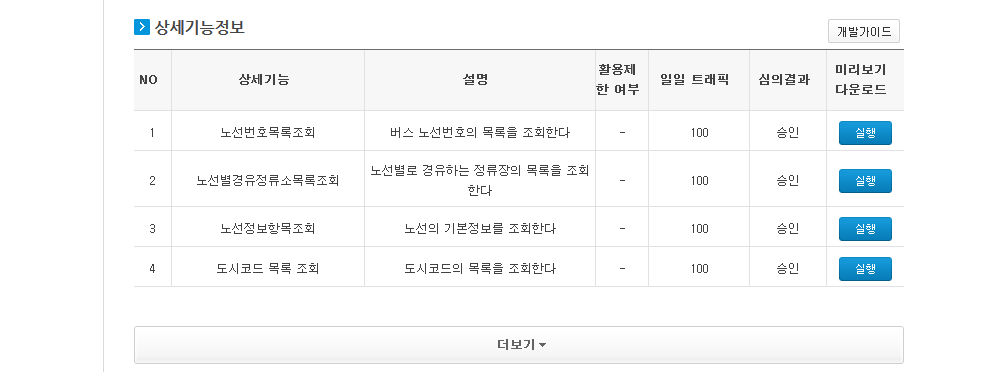 상세기능정보
개발가이드
NO 상세기능 설명 활용제한 여부 일일 트래픽 심의결과 미리보기 다운로드
1 노선번호목록조회 버스 노선번호의 목록을 조회한다 - 100 승인 실행
2 노선별경유정류소목록조회 노선별로 경유하는 정류장의 목록을 조회한다 - 100 승인 실행
3 노선정보항목조회 노선의 기본정보를 조회한다 - 100 승인 실행
4 도시코드 목록 조회 도시코드의 목록을 조회한다 - 100 승인 실행
더보기